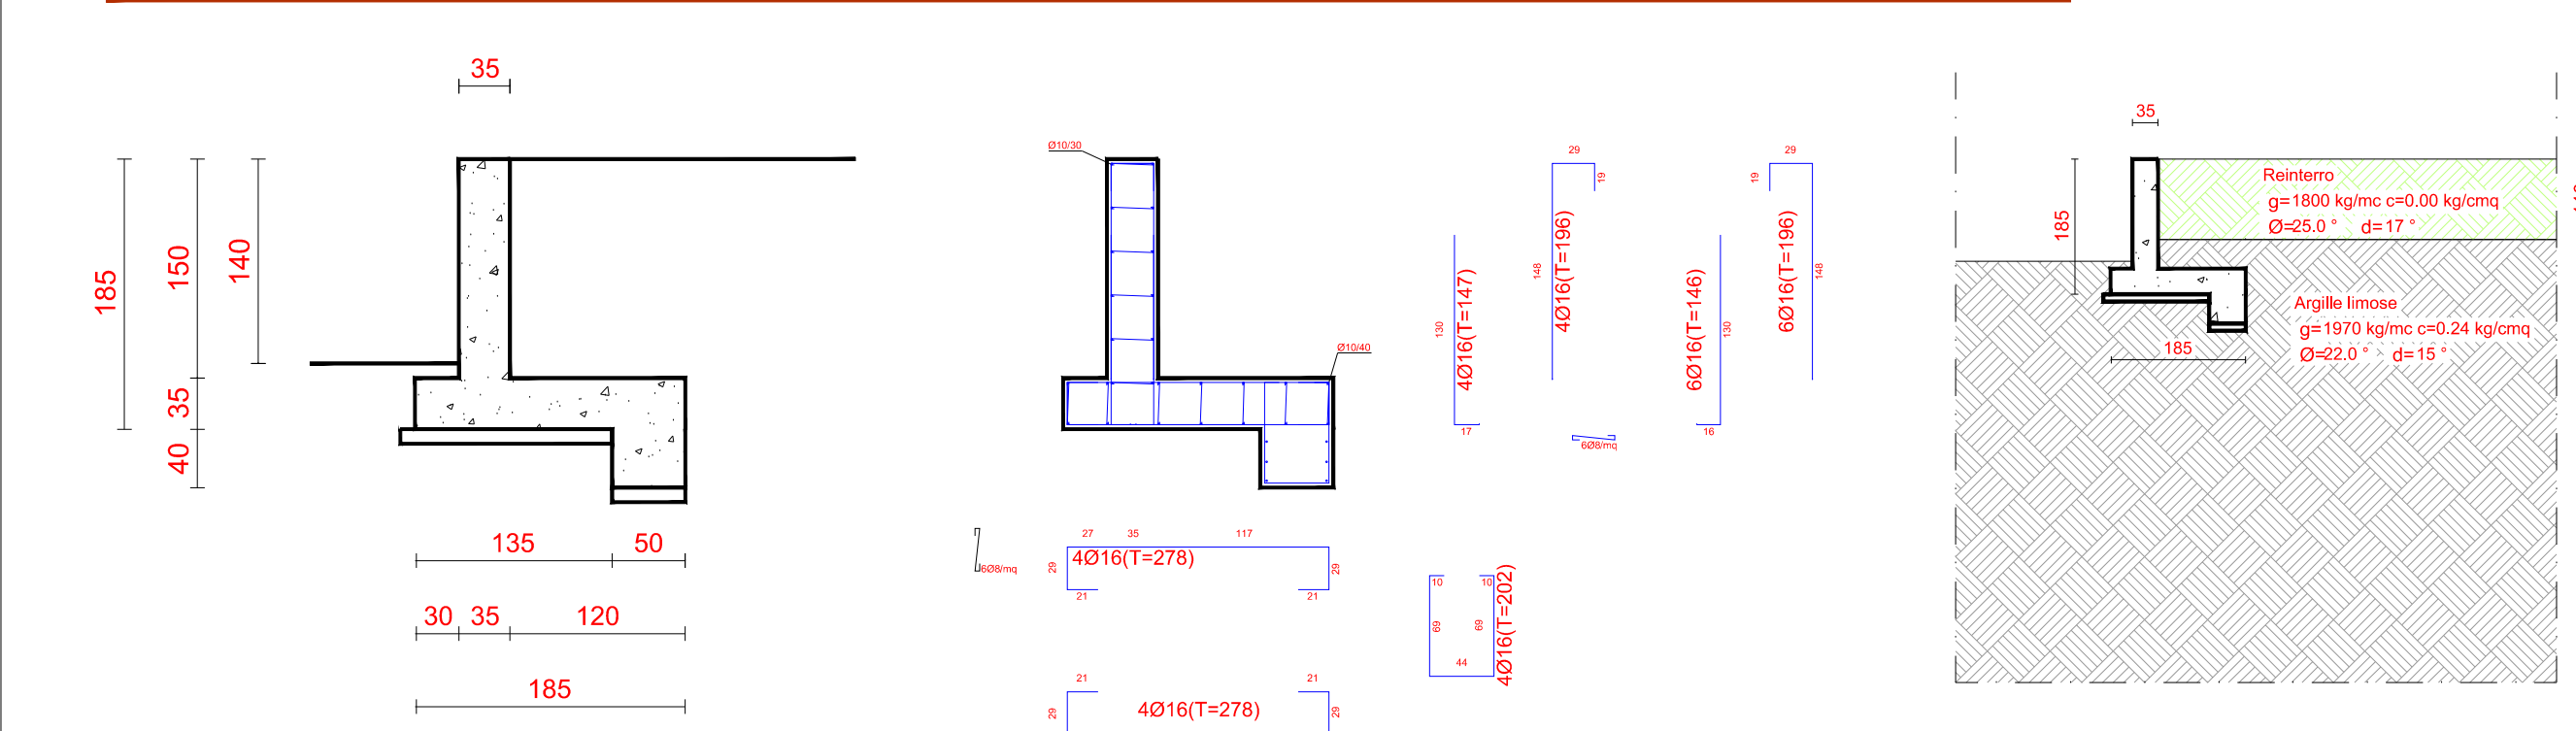 35
185
150
140
35
40
135
50
30
35
120
185
Ø10/30
Ø10/40
6Ø8/mq
27
35
117
29
4Ø16(T=278)
29
21
21
21
21
29
4Ø16(T=278)
29
130
4Ø16(T=147)
17
29
19
148
4Ø16(T=196)
6Ø8/mq
6Ø16(T=146)
130
16
29
19
6Ø16(T=196)
148
10
10
69
69
44
4Ø16(T=202)
35
185
185
Reinterro
g=1800 kg/mc c=0.00 kg/cmq
Ø=25.0 ° d=17 °
Argille limose
g=1970 kg/mc c=0.24 kg/cmq
Ø=22.0 ° d=15 °